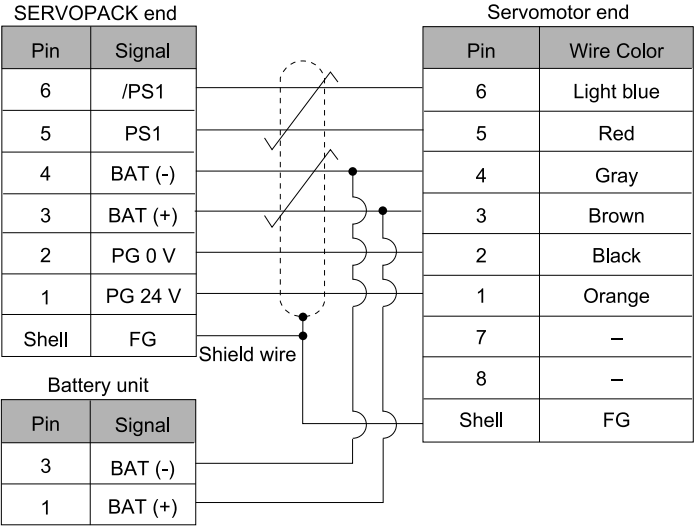 SERVOPACK end
Pin Signal
6 /PS1
5 PS1
4 BAT (-)
3 BAT (+)
2 PG 0 V
1 PG 24 V
Shell FG
Shield wire
Servomotor end
Pin Wire Color
6 Light blue
5 Red
4 Gray
3 Brown
2 Black
1 Orange
7 –
8 –
Shell FG
Battery unit
Pin Signal
3 BAT (-)
1 BAT (+)